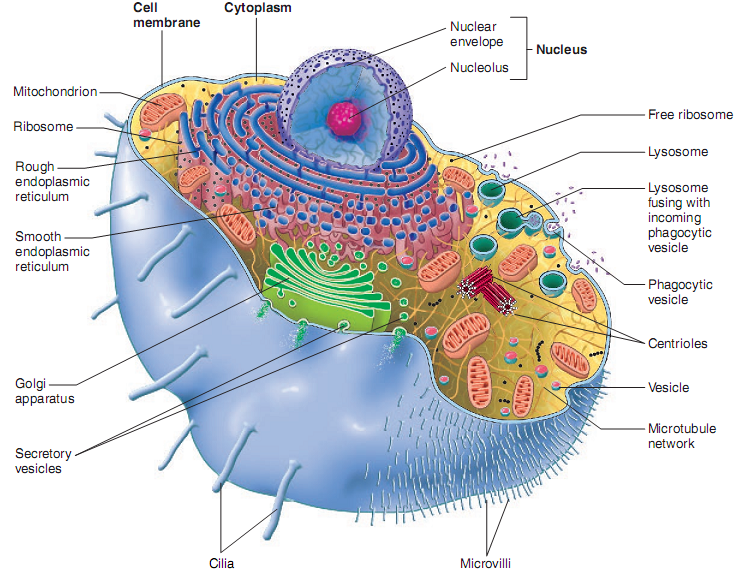 Cell
membrane
Cytoplasm
Nuclear
envelope
Nucleus
Nucleolus
Mitochondrion
Ribosome
Rough
endoplasmic
reticulum
Smooth
endoplasmic
reticulum
Golgi
apparatus
Secretory
vesicles
Cilia
Free ribosome
Lysosome
Lysosome
fusing with
incoming
phagocytic
vesicle
Phagocytic
vesicle
Centrioles
Vesicle
Microtubule
network
Microvilli